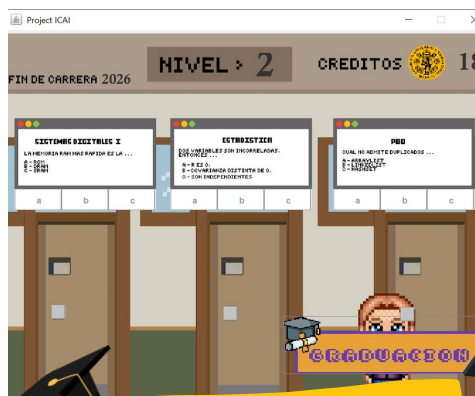 Project ICAI
FIN DE CARRERA 2026
NIVEL > 2
CREDITOS
18
SISTEMAS DIGITALES I
LA MEMORIA RAM MAS RAPIDA ES LA ...
A - ROM
B - DRAM
C - SRAM
a b c
ESTADISTICA
DOS VARIABLES SON INCORRELADAS,
ENTONCES ...
A - R ES 0.
B - COVARIANZA DISTINTA DE 0.
C - SON INDEPENDIENTES
a b c
POO
CUAL NO ADMITE DUPLICADOS ...
A - ARRAYLIST
B - LINKEDLIST
C - HASHSET
a b c
GRADUACION